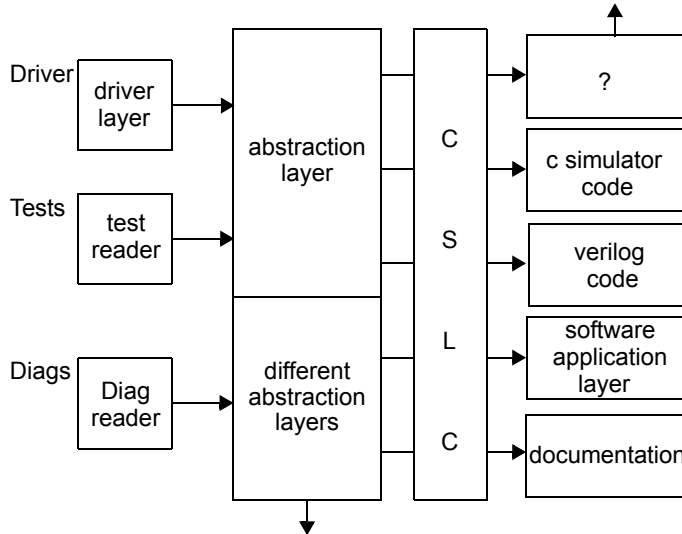 Driver
driver
layer
abstraction
layer
C
?
c simulator
code
Tests
test
reader
S
verilog
code
Diags
Diag
reader
different
abstraction
layers
L
software
application
layer
C
documentation